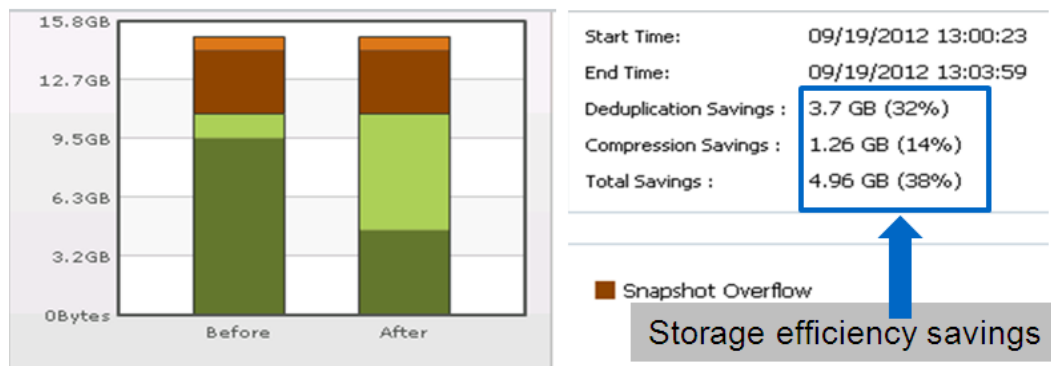 15.8GB
12.7GB
9.5GB
6.3GB
3.2GB
0Bytes
Before After
Start Time: 09/19/2012 13:00:23
End Time: 09/19/2012 13:03:59
Deduplication Savings : 3.7 GB (32%)
Compression Savings : 1.26 GB (14%)
Total Savings : 4.96 GB (38%)
Snapshot Overflow
Storage efficiency savings